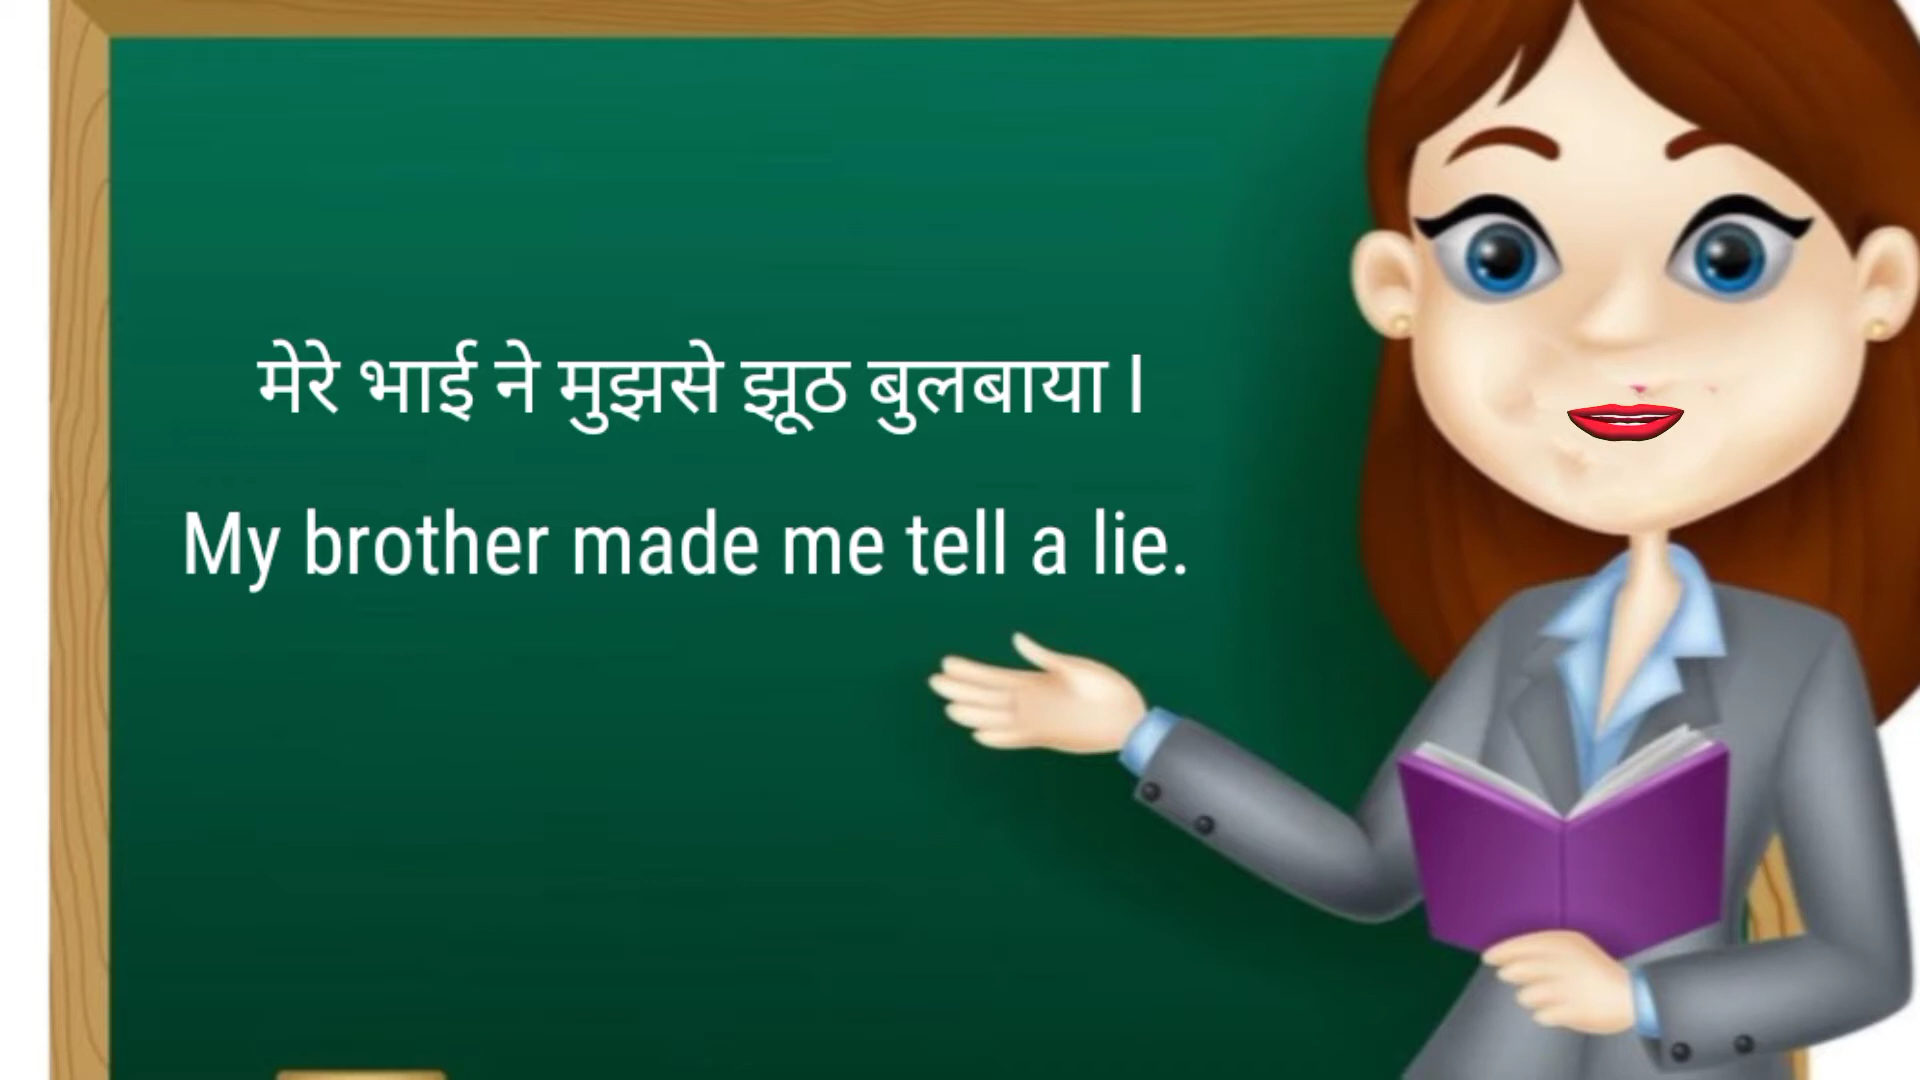 मेरे भाई ने मुझसे झूठ बुलबाया l
My brother made me tell a lie.